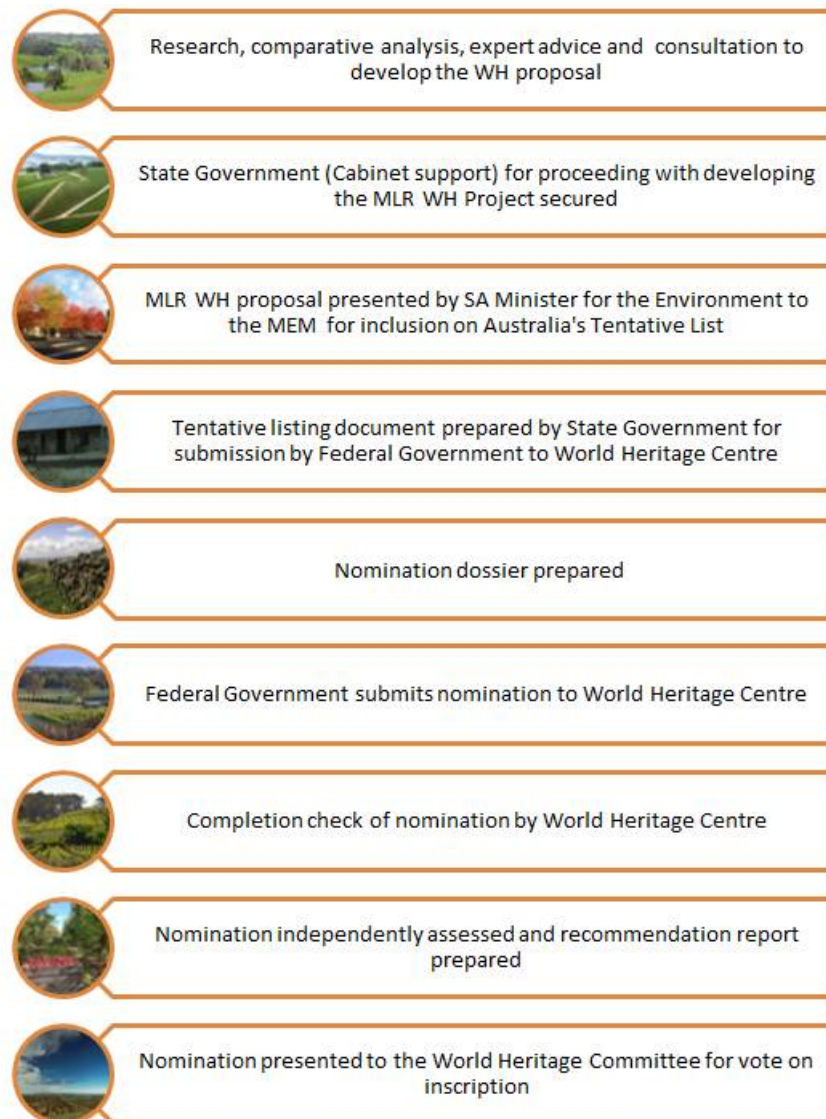 Research, comparative analysis, expert advice and consultation to
develop the WH proposal
State Government (Cabinet support) for proceeding with developing
the MLR WH Project secured
MLR WH proposal presented by SA Minister for the Environment to
the MEM for inclusion on Australia's Tentative List
Tentative listing document prepared by State Government for
submission by Federal Government to World Heritage Centre
Nomination dossier prepared
Federal Government submits nomination to World Heritage Centre
Completion check of nomination by World Heritage Centre
Nomination independently assessed and recommendation report
prepared
Nomination presented to the World Heritage Committee for vote on
inscription